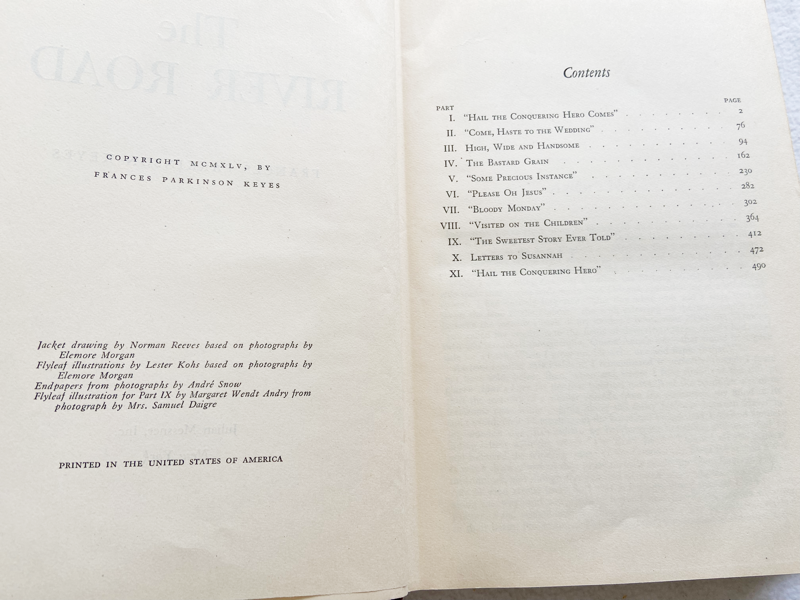 The
RIVER ROAD
COPYRIGHT MCMXLV, BY
FRANCES PARKINSON KEYES
Jacket drawing by Norman Reeves based on photographs by
Elemore Morgan
Flyleaf illustrations by Lester Kohs based on photographs by
Elemore Morgan
Endpapers from photographs by André Snow
Flyleaf illustration for Part IX by Margaret Wendt Andry from
photograph by Mrs. Samuel Daigre
PRINTED IN THE UNITED STATES OF AMERICA
Contents
PART PAGE
I. "Hail the Conquering Hero Comes" 2
II. "Come, Haste to the Wedding" 76
III. High, Wide and Handsome 94
IV. The Bastard Grain 162
V. "Some Precious Instance" 230
VI. "Please Oh Jesus" 282
VII. "Bloody Monday" 302
VIII. "Visited on the Children" 364
IX. "The Sweetest Story Ever Told" 412
X. Letters to Susannah 472
XI. "Hail the Conquering Hero" 490